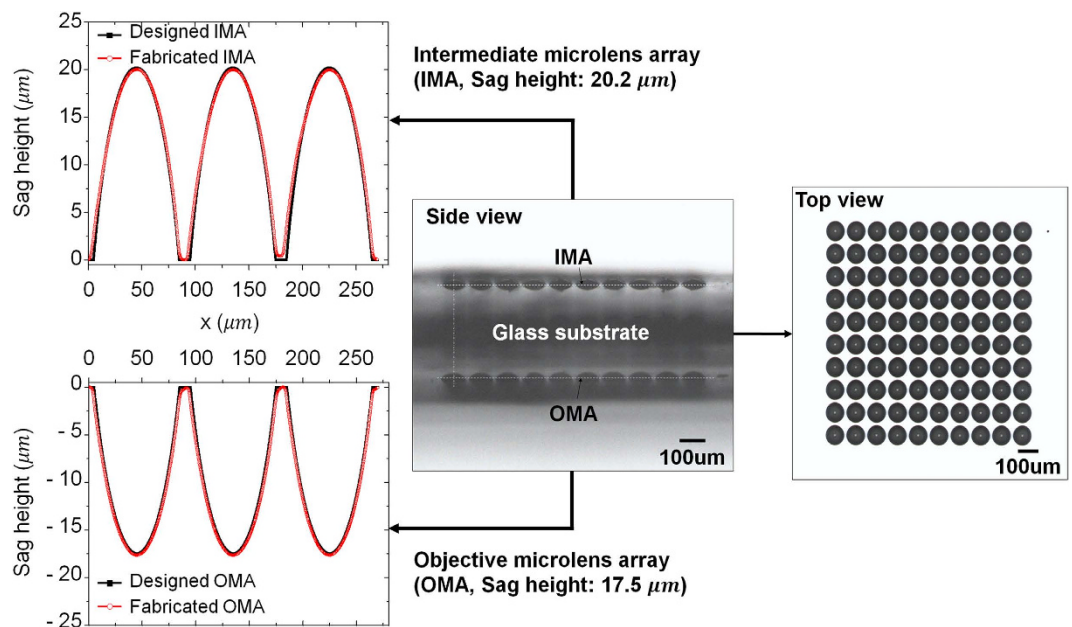 Designed IMA
Fabricated IMA
25
20
15
10
5
0
Sag height (μm)
0 50 100 150 200 250
x (μm)
Intermediate microlens array
(IMA, Sag height: 20.2 μm)
Side view
IMA
Glass substrate
OMA
100um
Top view
100um
0 50 100 150 200 250
0
- 5
- 10
- 15
- 20
- 25
Sag height (μm)
Designed OMA
Fabricated OMA
Objective microlens array
(OMA, Sag height: 17.5 μm)